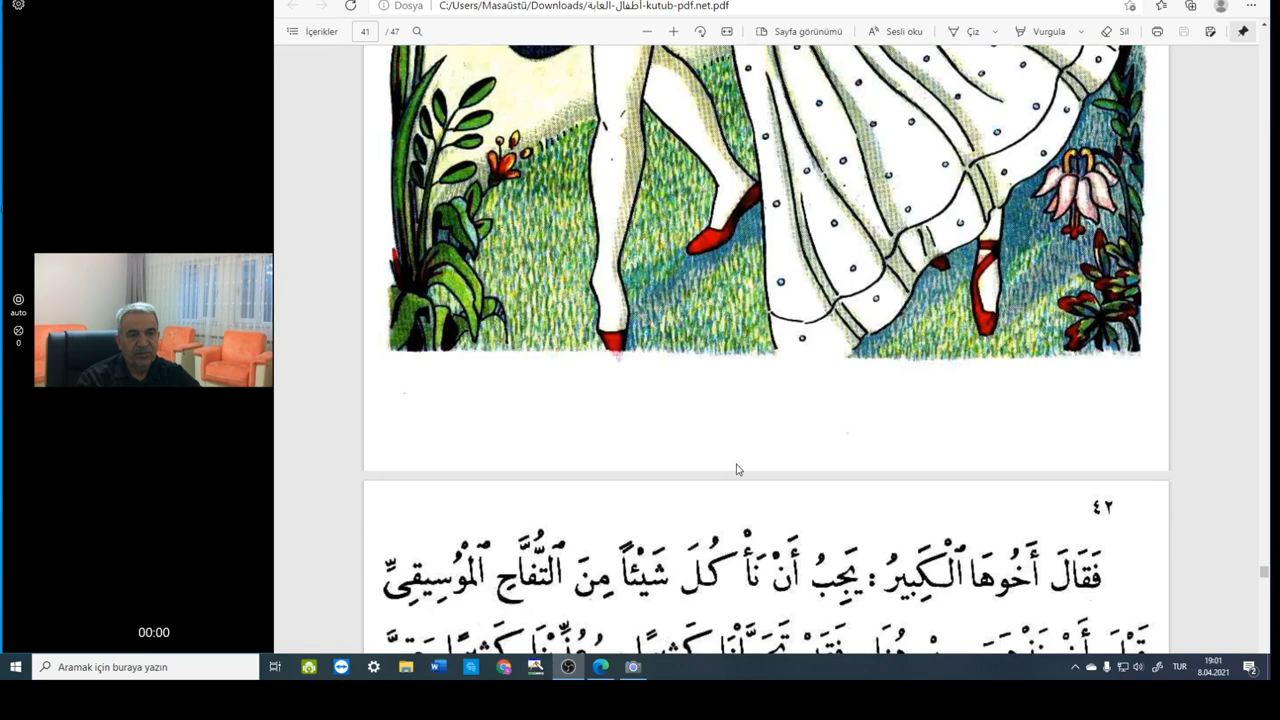 Dosya
C:/Users/Masaüstü/Downloads/أطفال-الغابة-kutub-pdf.net.pdf
İçerikler
41 / 47
Sayfa görünümü
Sesli oku
Çiz
Vurgula
Sil
auto
0
00:00
٤٢
فَقَالَ أَخُوهَا ٱلْكَبِيرُ : يَجِبُ أَنْ نَأْكُلَ شَيْئاً مِنَ ٱلتُّفَّاحِ ٱلْمُوسِيقِىِّ
قَبْلَ أَنْ نَذْهَبَ مِنْ هُنَا
Aramak için buraya yazın
TUR
19:01
8.04.2021
2